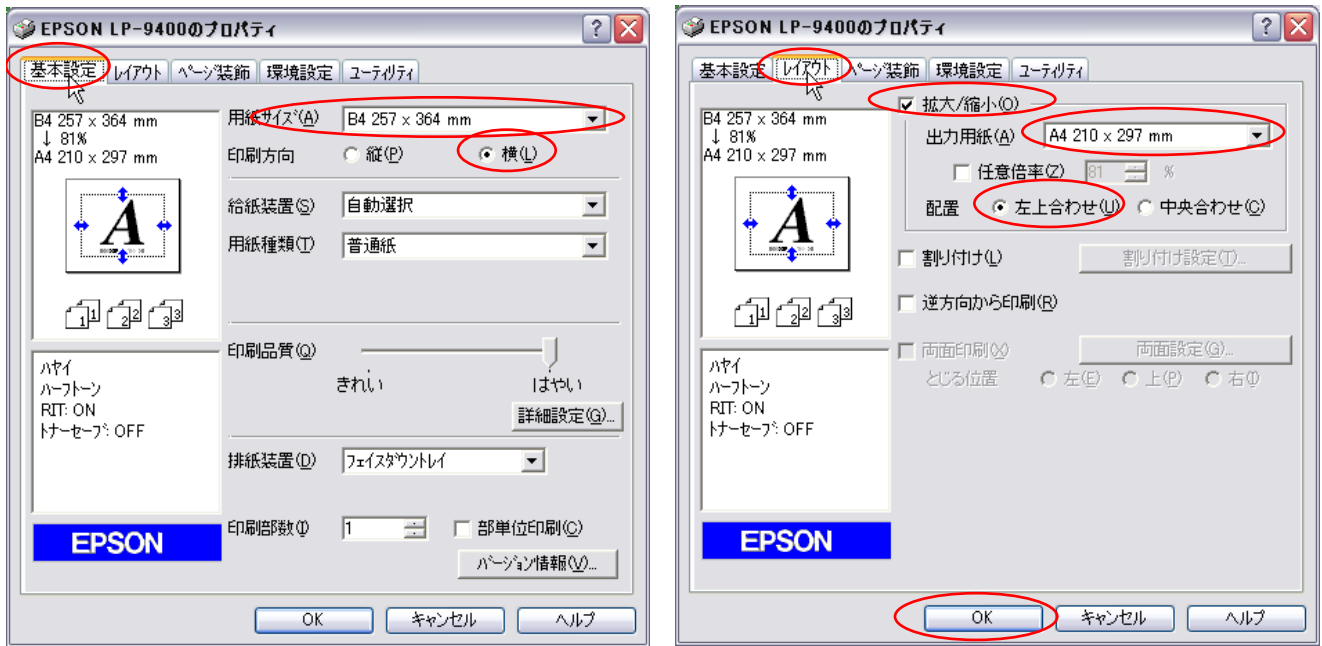 EPSON LP-9400のプロパティ
基本設定 レイアウト ページ装飾 環境設定 ユーティリティ
B4 257 x 364 mm
↓ 81%
A4 210 x 297 mm
A
1 1 2 2 3 3
ハヤイ
ハーフトーン
RIT: ON
トナーセーブ: OFF
EPSON
用紙サイズ(A) B4 257 x 364 mm
印刷方向 縦(P) 横(L)
給紙装置(S) 自動選択
用紙種類(T) 普通紙
印刷品質(Q)
きれい はやい
詳細設定(G)...
排紙装置(D) フェイスダウントレイ
印刷部数(I) 1 部単位印刷(C)
バージョン情報(V)...
OK キャンセル ヘルプ
EPSON LP-9400のプロパティ
基本設定 レイアウト ページ装飾 環境設定 ユーティリティ
B4 257 x 364 mm
↓ 81%
A4 210 x 297 mm
A
1 1 2 2 3 3
ハヤイ
ハーフトーン
RIT: ON
トナーセーブ: OFF
EPSON
拡大/縮小(O)
出力用紙(A) A4 210 x 297 mm
任意倍率(Z) 81 %
配置 左上合わせ(U) 中央合わせ(C)
割り付け(L) 割り付け設定(T)...
逆方向から印刷(R)
両面印刷(X) 両面設定(G)...
とじる位置 左(E) 上(P) 右(I)
OK キャンセル ヘルプ